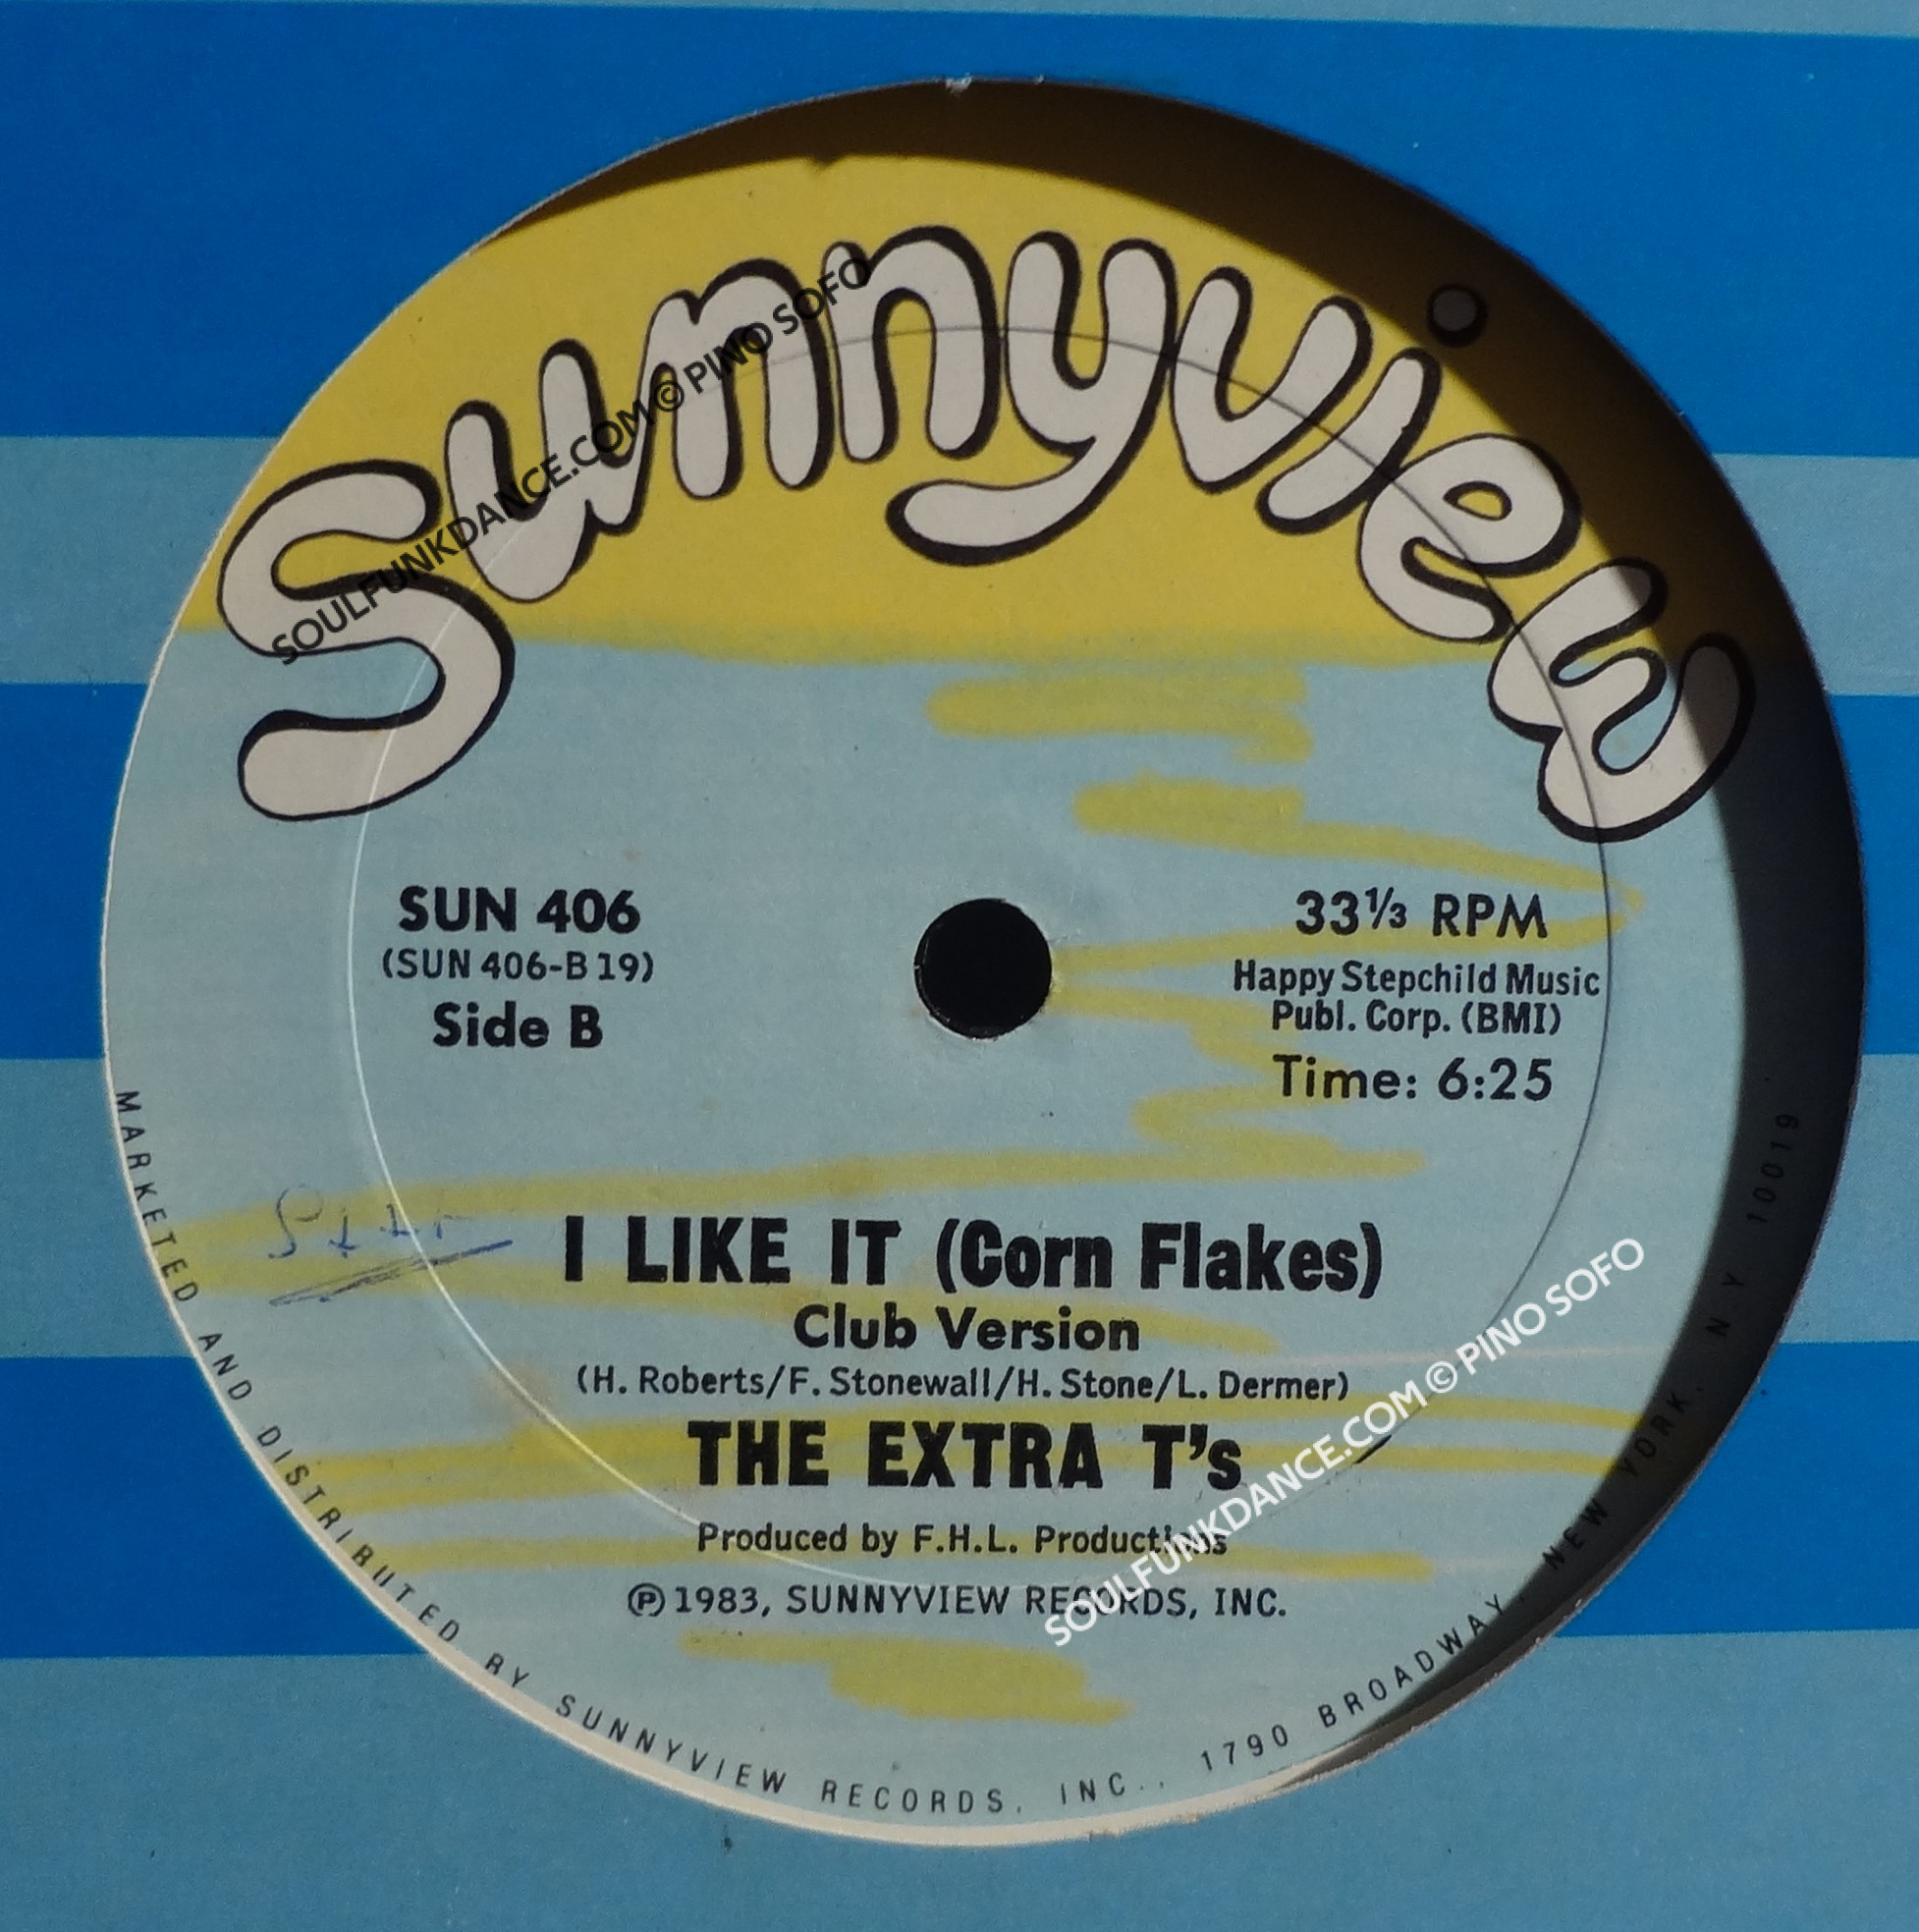 Sunnyview
SOULFUNKDANCE.COM © PINO SOFO
SUN 406
(SUN 406-B 19)
Side B
33⅓ RPM
Happy Stepchild Music
Publ. Corp. (BMI)
Time: 6:25
I LIKE IT (Corn Flakes)
Club Version
(H. Roberts/F. Stonewall/H. Stone/L. Dermer)
THE EXTRA T's
Produced by F.H.L. Productions
℗ 1983, SUNNYVIEW RECORDS, INC.
SOULFUNKDANCE.COM © PINO SOFO
MARKETED AND DISTRIBUTED BY SUNNYVIEW RECORDS, INC., 1790 BROADWAY, NEW YORK, N.Y. 10019